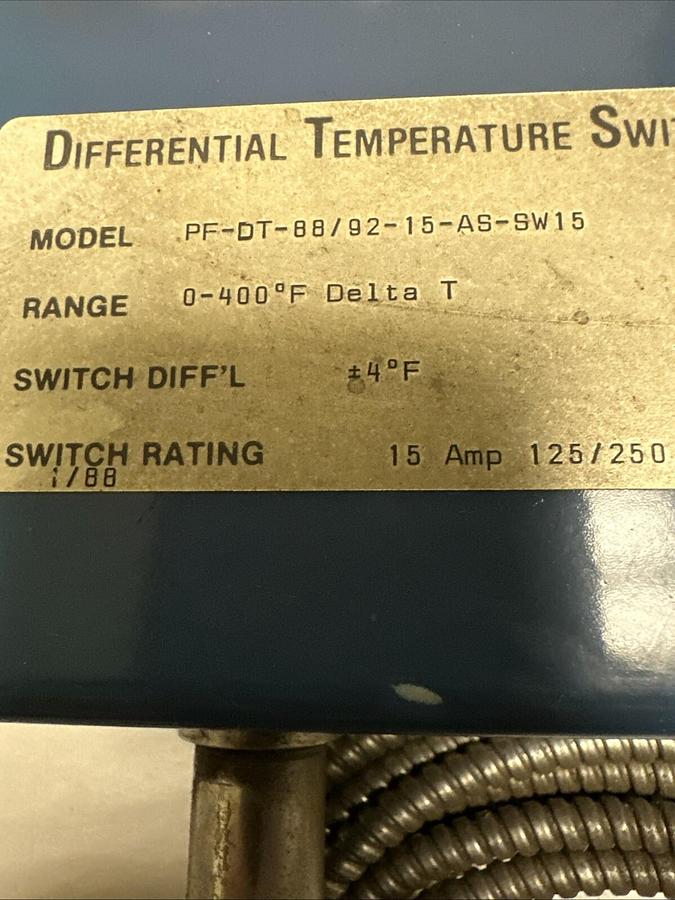 DIFFERENTIAL TEMPERATURE SWI
MODEL PF-DT-88/92-15-AS-SW15
RANGE 0-400°F Delta T
SWITCH DIFF'L ±4°F
SWITCH RATING 15 Amp 125/250
1/88